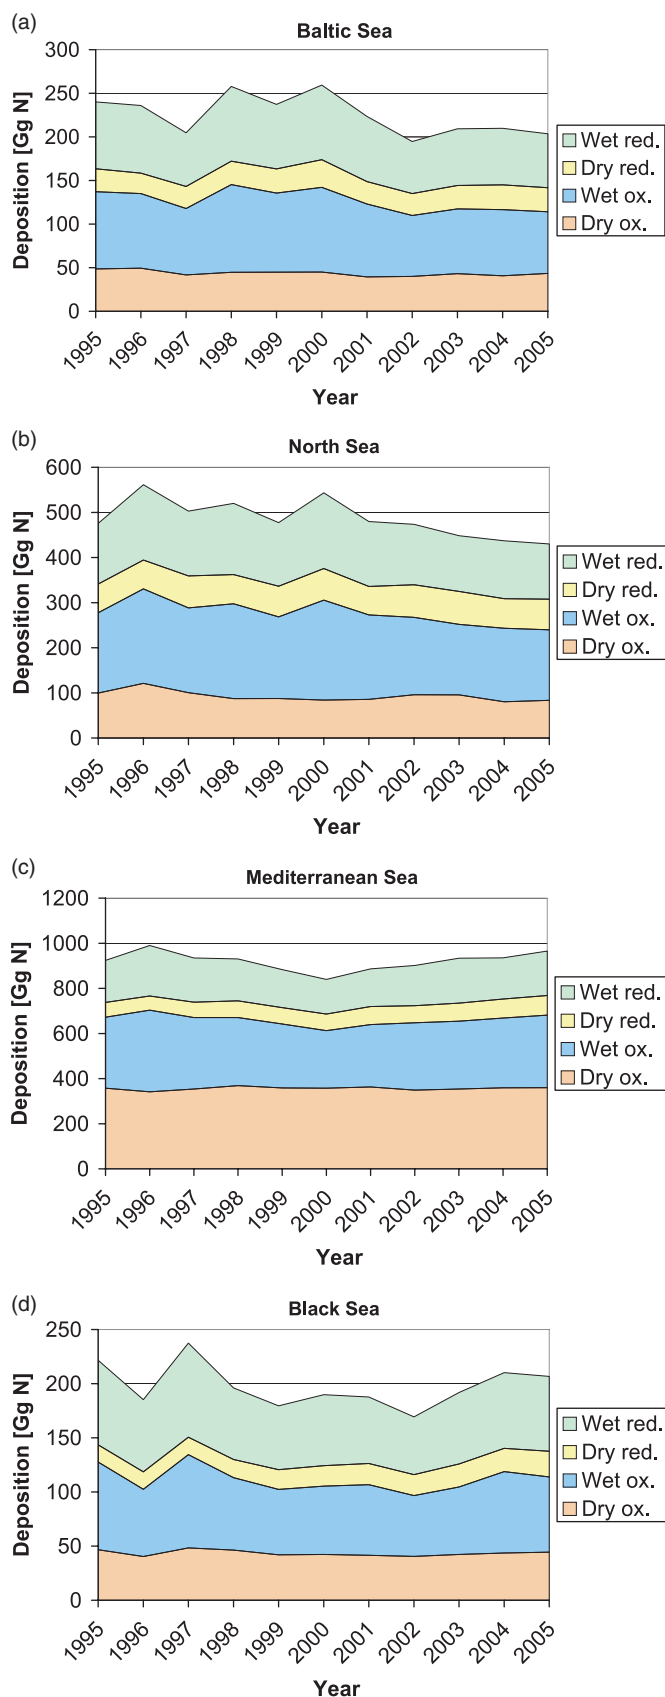 (a)
Baltic Sea
Deposition [Gg N]
300
250
200
150
100
50
0
1995
1996
1997
1998
1999
2000
2001
2002
2003
2004
2005
Year
Wet red.
Dry red.
Wet ox.
Dry ox.
(b)
North Sea
Deposition [Gg N]
600
500
400
300
200
100
0
1995
1996
1997
1998
1999
2000
2001
2002
2003
2004
2005
Year
Wet red.
Dry red.
Wet ox.
Dry ox.
(c)
Mediterranean Sea
Deposition [Gg N]
1200
1000
800
600
400
200
0
1995
1996
1997
1998
1999
2000
2001
2002
2003
2004
2005
Year
Wet red.
Dry red.
Wet ox.
Dry ox.
(d)
Black Sea
Deposition [Gg N]
250
200
150
100
50
0
1995
1996
1997
1998
1999
2000
2001
2002
2003
2004
2005
Year
Wet red.
Dry red.
Wet ox.
Dry ox.